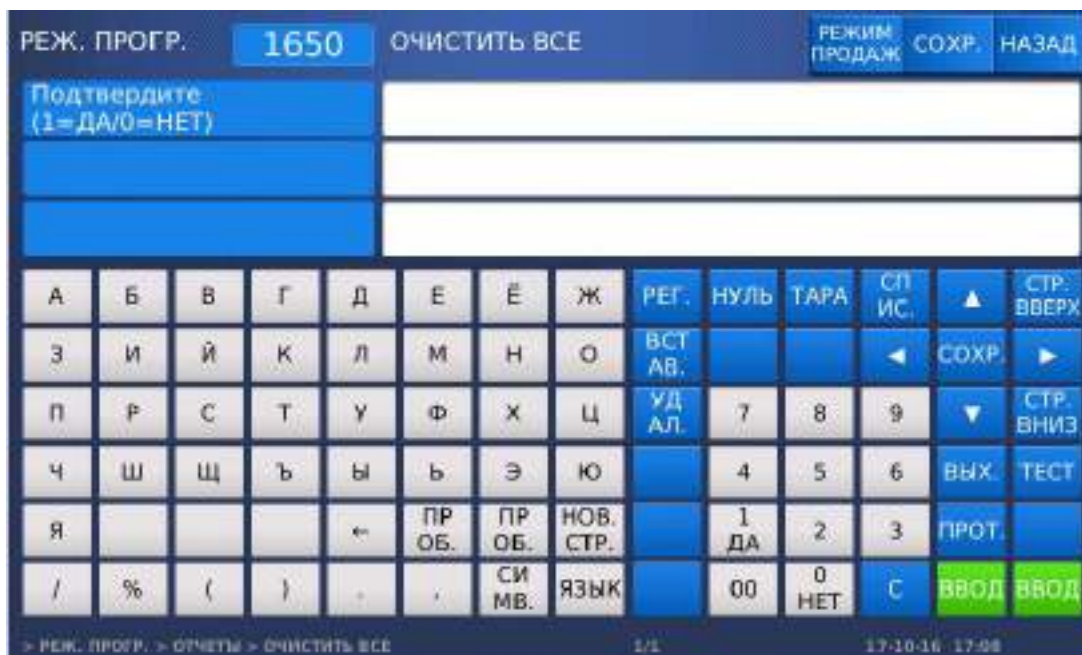 РЕЖ. ПРОГР. 1650 ОЧИСТИТЬ ВСЕ РЕЖИМ ПРОДАЖ СОХР. НАЗАД
Подтвердите
(1=ДА/0=НЕТ)
А Б В Г Д Е Ё Ж РЕГ. НУЛЬ ТАРА СП ИС. ▲ СТР. ВВЕРХ
З И Й К Л М Н О ВСТ АВ. ◄ СОХР. ►
П Р С Т У Ф Х Ц УД АЛ. 7 8 9 ▼ СТР. ВНИЗ
Ч Ш Щ Ъ Ы Ь Э Ю 4 5 6 ВЫХ. ТЕСТ
Я ← ПР ОБ. ПР ОБ. НОВ. СТР. 1 ДА 2 3 ПРОТ.
/ % ( ) . , СИ МВ. ЯЗЫК 00 0 НЕТ С ВВОД ВВОД
> РЕЖ. ПРОГР. > ОТЧЕТЫ > ОЧИСТИТЬ ВСЕ 1/1 17-10-16 17:08